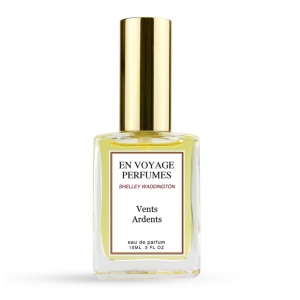 EN VOYAGE
PERFUMES
SHELLEY WADDINGTON
Vents
Ardents
eau de parfum
15ML .5 FL OZ